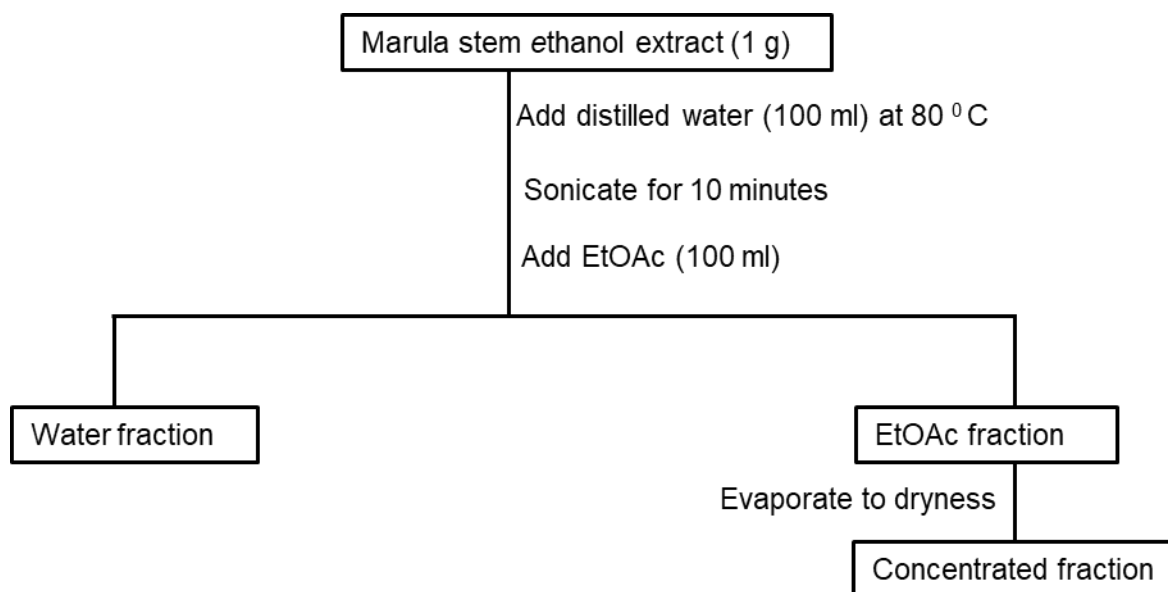 Marula stem ethanol extract (1 g)
Add distilled water (100 ml) at 80 ⁰ C
Sonicate for 10 minutes
Add EtOAc (100 ml)
Water fraction
EtOAc fraction
Evaporate to dryness
Concentrated fraction